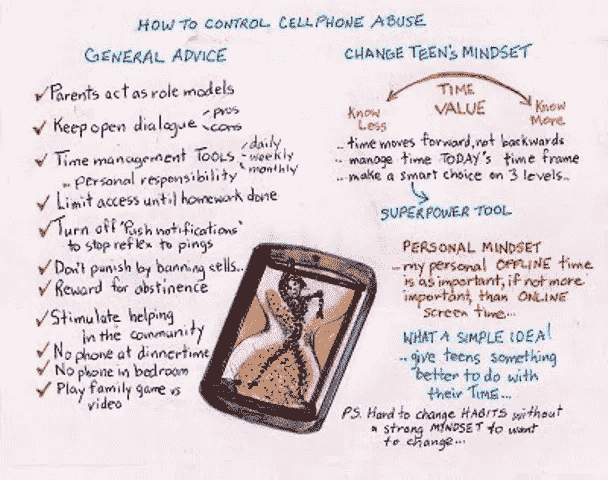 HOW TO CONTROL CELLPHONE ABUSE
GENERAL ADVICE
✓ Parents act as role models
✓ Keep open dialogue pros cons
✓ Time management TOOLS daily weekly monthly
.. personal responsibility
✓ Limit access until homework done
✓ Turn off "Push notifications"
to stop reflex to pings
✓ Don't punish by banning cells..
✓ Reward for abstinence
✓ Stimulate helping
in the community
✓ No phone at dinnertime
✓ No phone in bedroom
✓ Play family game vs
video
CHANGE TEEN'S MINDSET
TIME
VALUE
Know
Less
Know
More
.. time moves forward, not backwards
.. manage time TODAY'S time frame
.. make a smart choice on 3 levels..
SUPERPOWER TOOL
PERSONAL MINDSET
.. my personal OFFLINE time
is as important, if not more
important, than ONLINE
screen time...
WHAT A SIMPLE IDEA!
.. give teens something
better to do with
their TIME...
PS. Hard to change HABITS without
a strong MINDSET to want
to change...